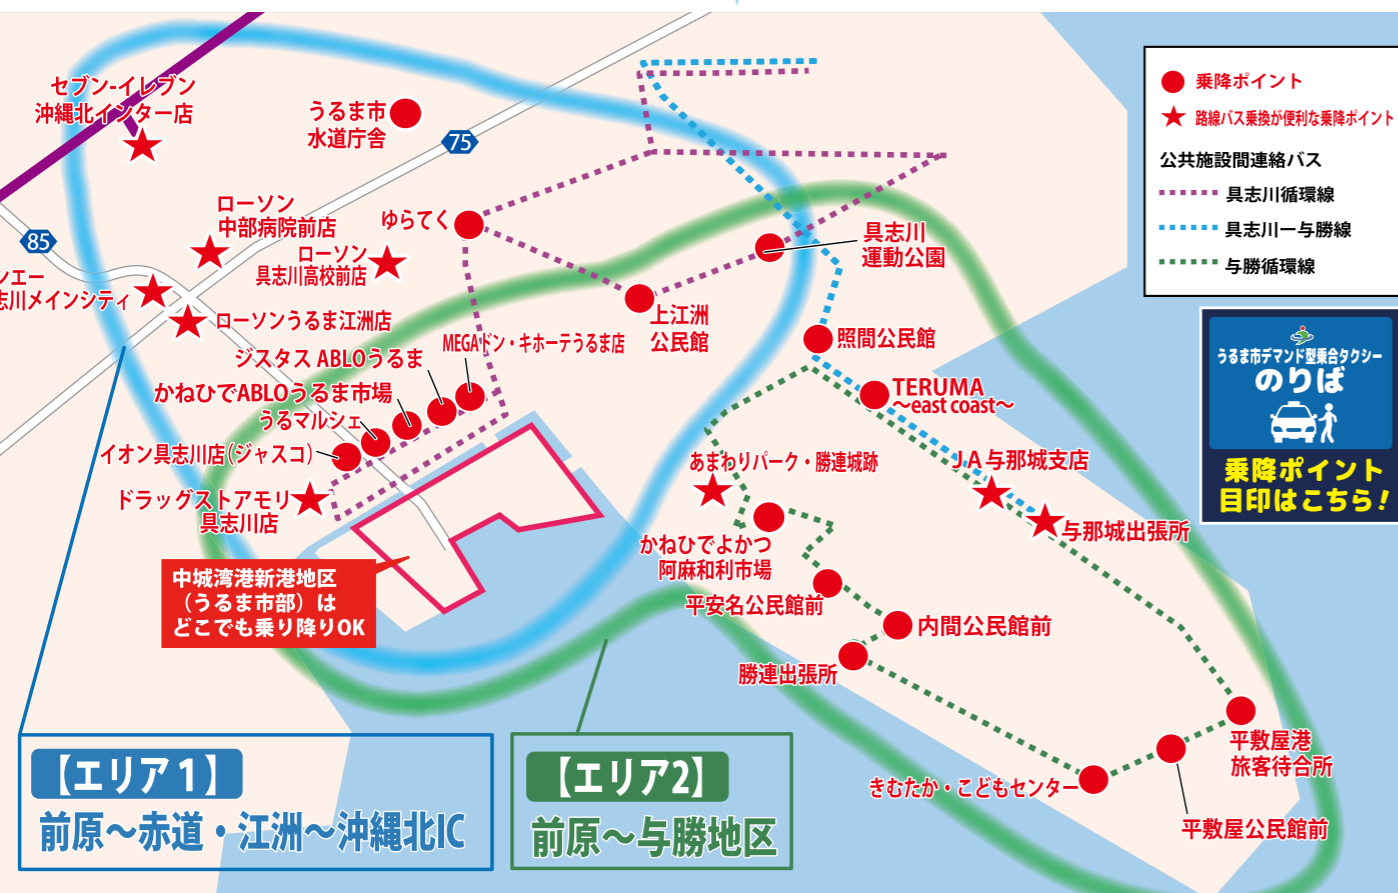 セブン-イレブン
沖縄北インター店
うるま市
水道庁舎
75
ローソン
中部病院前店
ゆらてく
85
ローソン
具志川高校前店
ンエー
志川メインシティ
ローソンうるま江洲店
具志川
運動公園
上江洲
公民館
MEGAドン・キホーテうるま店
ジスタス ABLOうるま
かねひでABLOうるま市場
うるマルシェ
イオン具志川店(ジャスコ)
ドラッグストアモリ
具志川店
中城湾港新港地区
（うるま市部）は
どこでも乗り降りOK
照間公民館
TERUMA
～east coast～
あまわりパーク・勝連城跡
JA与那城支店
与那城出張所
かねひでよかつ
阿麻和利市場
平安名公民館前
内間公民館前
勝連出張所
きむたか・こどもセンター
平敷屋港
旅客待合所
平敷屋公民館前
乗降ポイント
路線バス乗換が便利な乗降ポイント
公共施設間連絡バス
具志川循環線
具志川ー与勝線
与勝循環線
うるま市デマンド型乗合タクシー
のりば
乗降ポイント
目印はこちら!
【エリア1】
前原～赤道・江洲～沖縄北IC
【エリア2】
前原～与勝地区